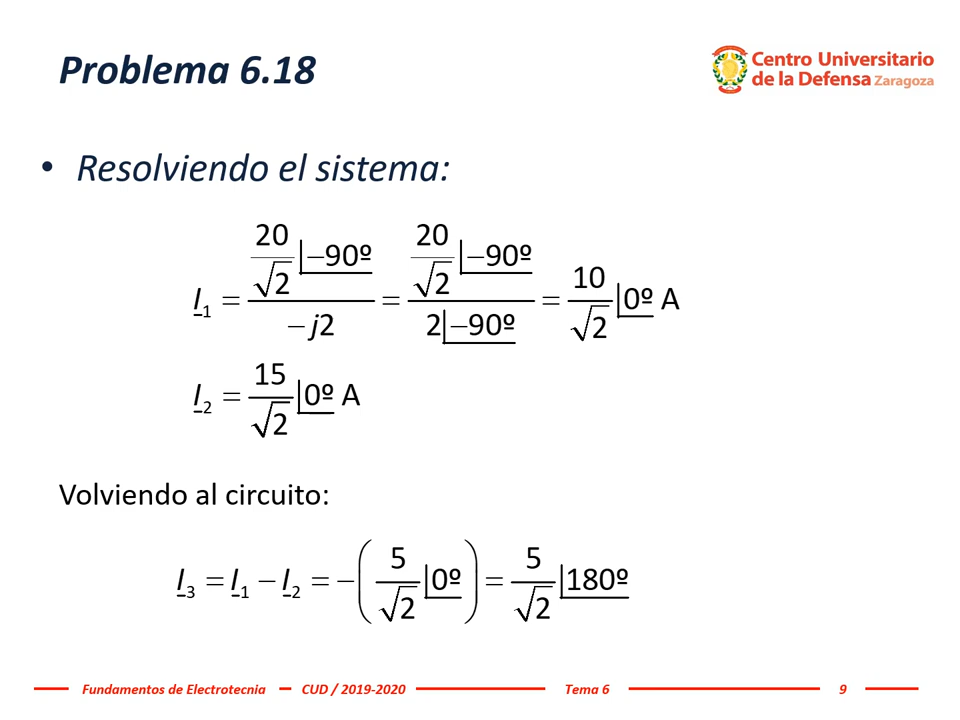 Problema 6.18
Centro Universitario
de la Defensa Zaragoza
• Resolviendo el sistema:
I₁ = (20/√2 |−90º)/(−j2) = (20/√2 |−90º)/(2|−90º) = 10/√2 |0º A
I₂ = 15/√2 |0º A
Volviendo al circuito:
I₃ = I₁ − I₂ = −(5/√2 |0º) = 5/√2 |180º
Fundamentos de Electrotecnia CUD / 2019-2020 Tema 6 9